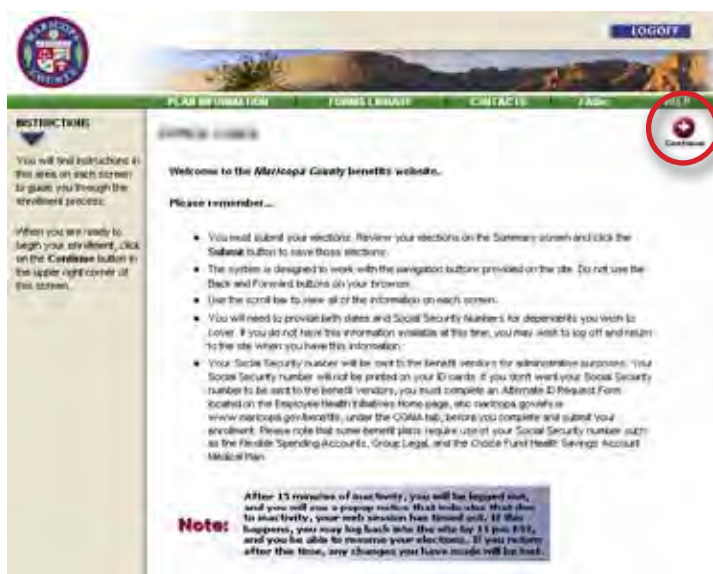 MARICOPA
COUNTY
LOGOFF
PLAN INFORMATION FORMS LIBRARY CONTACTS FAQs HELP
INSTRUCTIONS
Continue
You will find instructions in
this area on each screen
to guide you through the
enrollment process.
When you are ready to
begin your enrollment, click
on the Continue button in
the upper right corner of
this screen.
Welcome to the Maricopa County benefits website.
Please remember...
• You must submit your elections. Review your elections on the Summary screen and click the
Submit button to save those elections.
• The system is designed to work with the navigation buttons provided on the site. Do not use the
Back and Forward buttons on your browser.
• Use the scroll bar to view all of the information on each screen.
• You will need to provide birth dates and Social Security Numbers for dependents you wish to
cover. If you do not have this information available at this time, you may wish to log off and return
to the site when you have this information.
• Your Social Security number will be sent to the benefit vendors for administrative purposes. Your
Social Security number will not be printed on your ID cards. If you don't want your Social Security
number to be sent to the benefit vendors, you must complete an Alternate ID Request Form
located on the Employee Health Initiatives Home page, ebc.maricopa.gov/ehi or
www.maricopa.gov/benefits, under the COMA tab, before you complete and submit your
enrollment. Please note that some benefit plans require use of your Social Security number such
as the Flexible Spending Accounts, Group Legal, and the Choice Fund Health Savings Account
Medical Plan.
Note:
After 15 minutes of inactivity, you will be logged out,
and you will see a popup notice that indicates that due
to inactivity, your web session has timed out. If this
happens, you may log back into the site by 11 pm EST,
and you be able to resume your elections. If you return
after this time, any changes you have made will be lost.